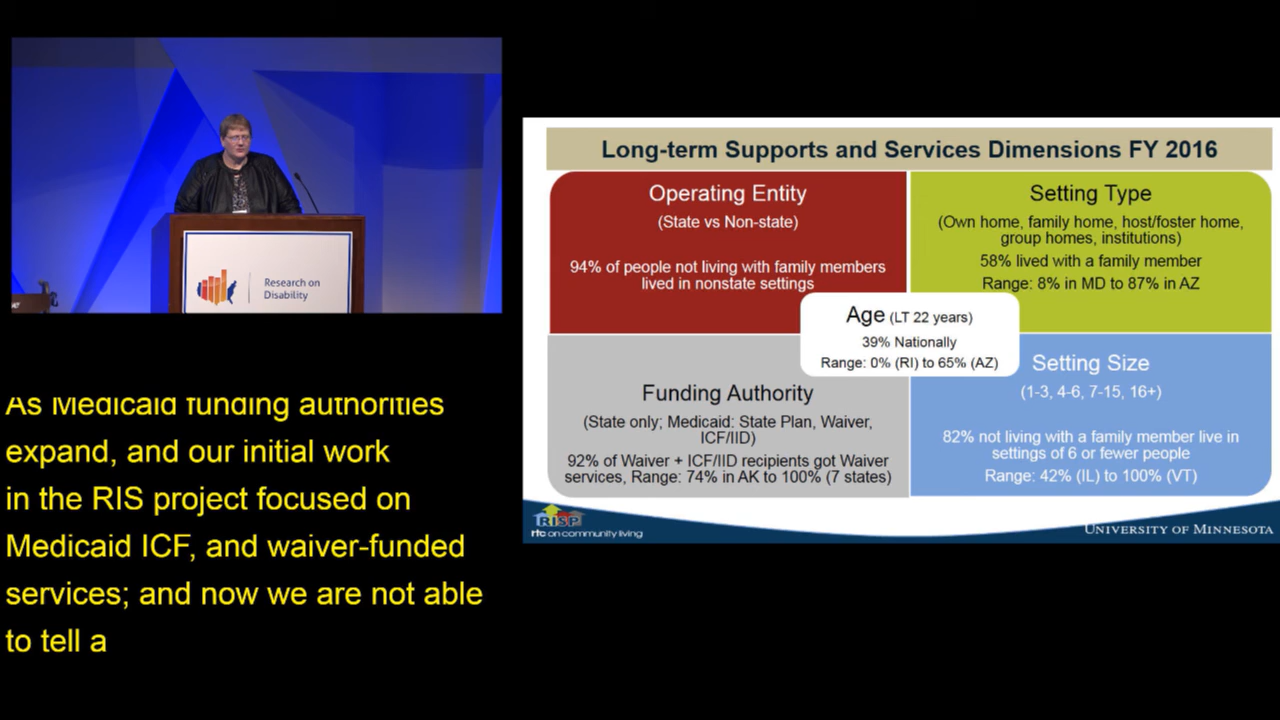 Research on
Disability
As Medicaid funding authorities
expand, and our initial work
in the RIS project focused on
Medicaid ICF, and waiver-funded
services; and now we are not able
to tell a
Long-term Supports and Services Dimensions FY 2016
Operating Entity
(State vs Non-state)
94% of people not living with family members
lived in nonstate settings
Setting Type
(Own home, family home, host/foster home,
group homes, institutions)
58% lived with a family member
Range: 8% in MD to 87% in AZ
Age (LT 22 years)
39% Nationally
Range: 0% (RI) to 65% (AZ)
Funding Authority
(State only; Medicaid: State Plan, Waiver,
ICF/IID)
92% of Waiver + ICF/IID recipients got Waiver
services, Range: 74% in AK to 100% (7 states)
Setting Size
(1-3, 4-6, 7-15, 16+)
82% not living with a family member live in
settings of 6 or fewer people
Range: 42% (IL) to 100% (VT)
RISP
rtc on community living
UNIVERSITY OF MINNESOTA